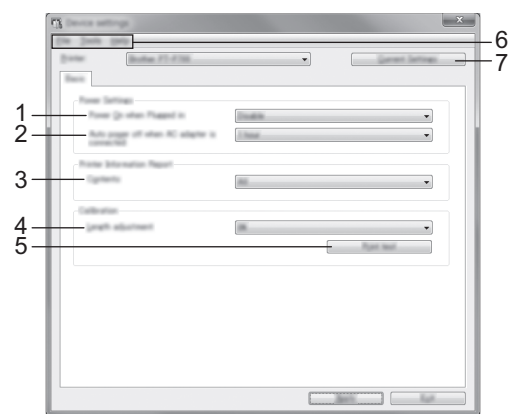 Device settings
File Tools Help
6
Printer: Brother PT-P700 Current Settings
7
Basic
Power Settings
1 Power On when Plugged in Disable
2 Auto power off when AC adapter is connected 1 hour
Printer Information Report
3 Contents All
Calibration
4 Length adjustment
5 Print test
Exit